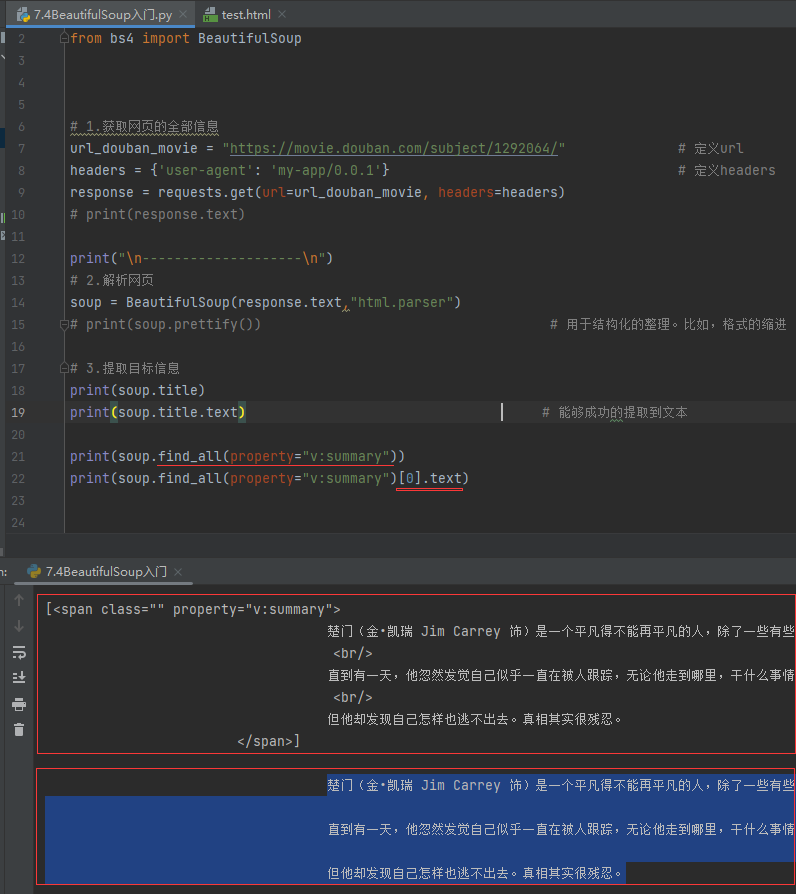 7.4BeautifulSoup入门.py
test.html
2 from bs4 import BeautifulSoup
3
4
5
6 # 1.获取网页的全部信息
7 url_douban_movie = "https://movie.douban.com/subject/1292064/" # 定义url
8 headers = {'user-agent': 'my-app/0.0.1'} # 定义headers
9 response = requests.get(url=url_douban_movie, headers=headers)
10 # print(response.text)
11
12 print("\n--------------------\n")
13 # 2.解析网页
14 soup = BeautifulSoup(response.text,"html.parser")
15 # print(soup.prettify()) # 用于结构化的整理。比如，格式的缩进
16
17 # 3.提取目标信息
18 print(soup.title)
19 print(soup.title.text) # 能够成功的提取到文本
20
21 print(soup.find_all(property="v:summary"))
22 print(soup.find_all(property="v:summary")[0].text)
23
24
n: 7.4BeautifulSoup入门
[<span class="" property="v:summary">
楚门（金·凯瑞 Jim Carrey 饰）是一个平凡得不能再平凡的人，除了一些有些
<br/>
直到有一天，他忽然发觉自己似乎一直在被人跟踪，无论他走到哪里，干什么事情
<br/>
但他却发现自己怎样也逃不出去。真相其实很残忍。
</span>]
楚门（金·凯瑞 Jim Carrey 饰）是一个平凡得不能再平凡的人，除了一些有些
直到有一天，他忽然发觉自己似乎一直在被人跟踪，无论他走到哪里，干什么事情
但他却发现自己怎样也逃不出去。真相其实很残忍。